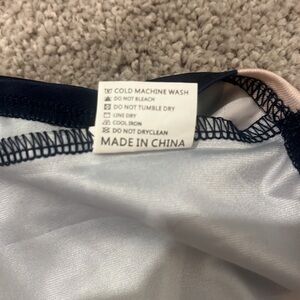 COLD MACHINE WASH
DO NOT BLEACH
DO NOT TUMBLE DRY
LINE DRY
COOL IRON
DO NOT DRYCLEAN
MADE IN CHINA